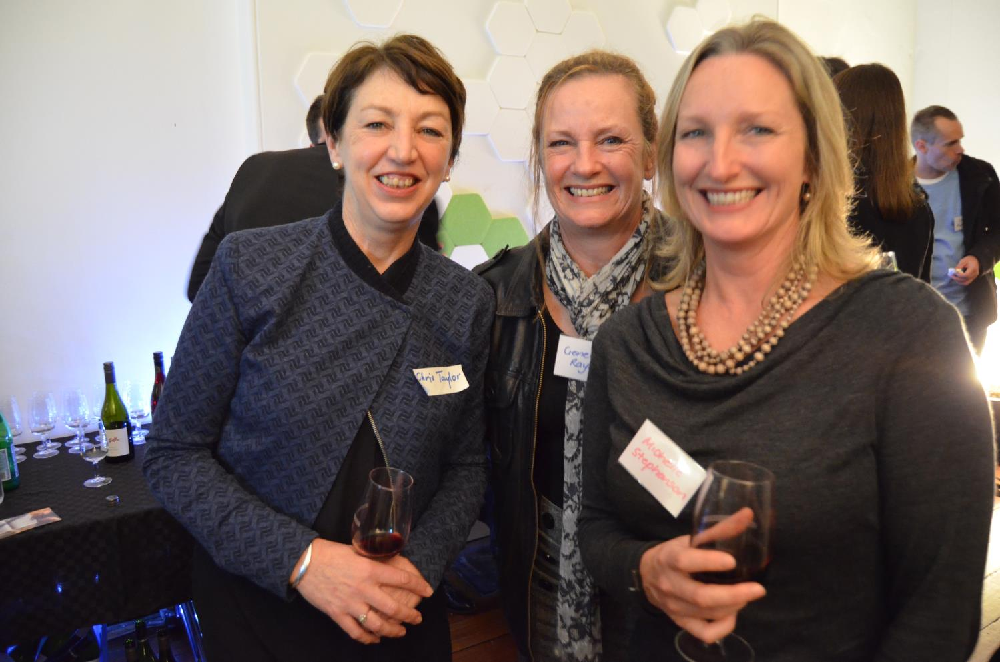 Chris Taylor
Gene
Ray
Michelle
Stephenson